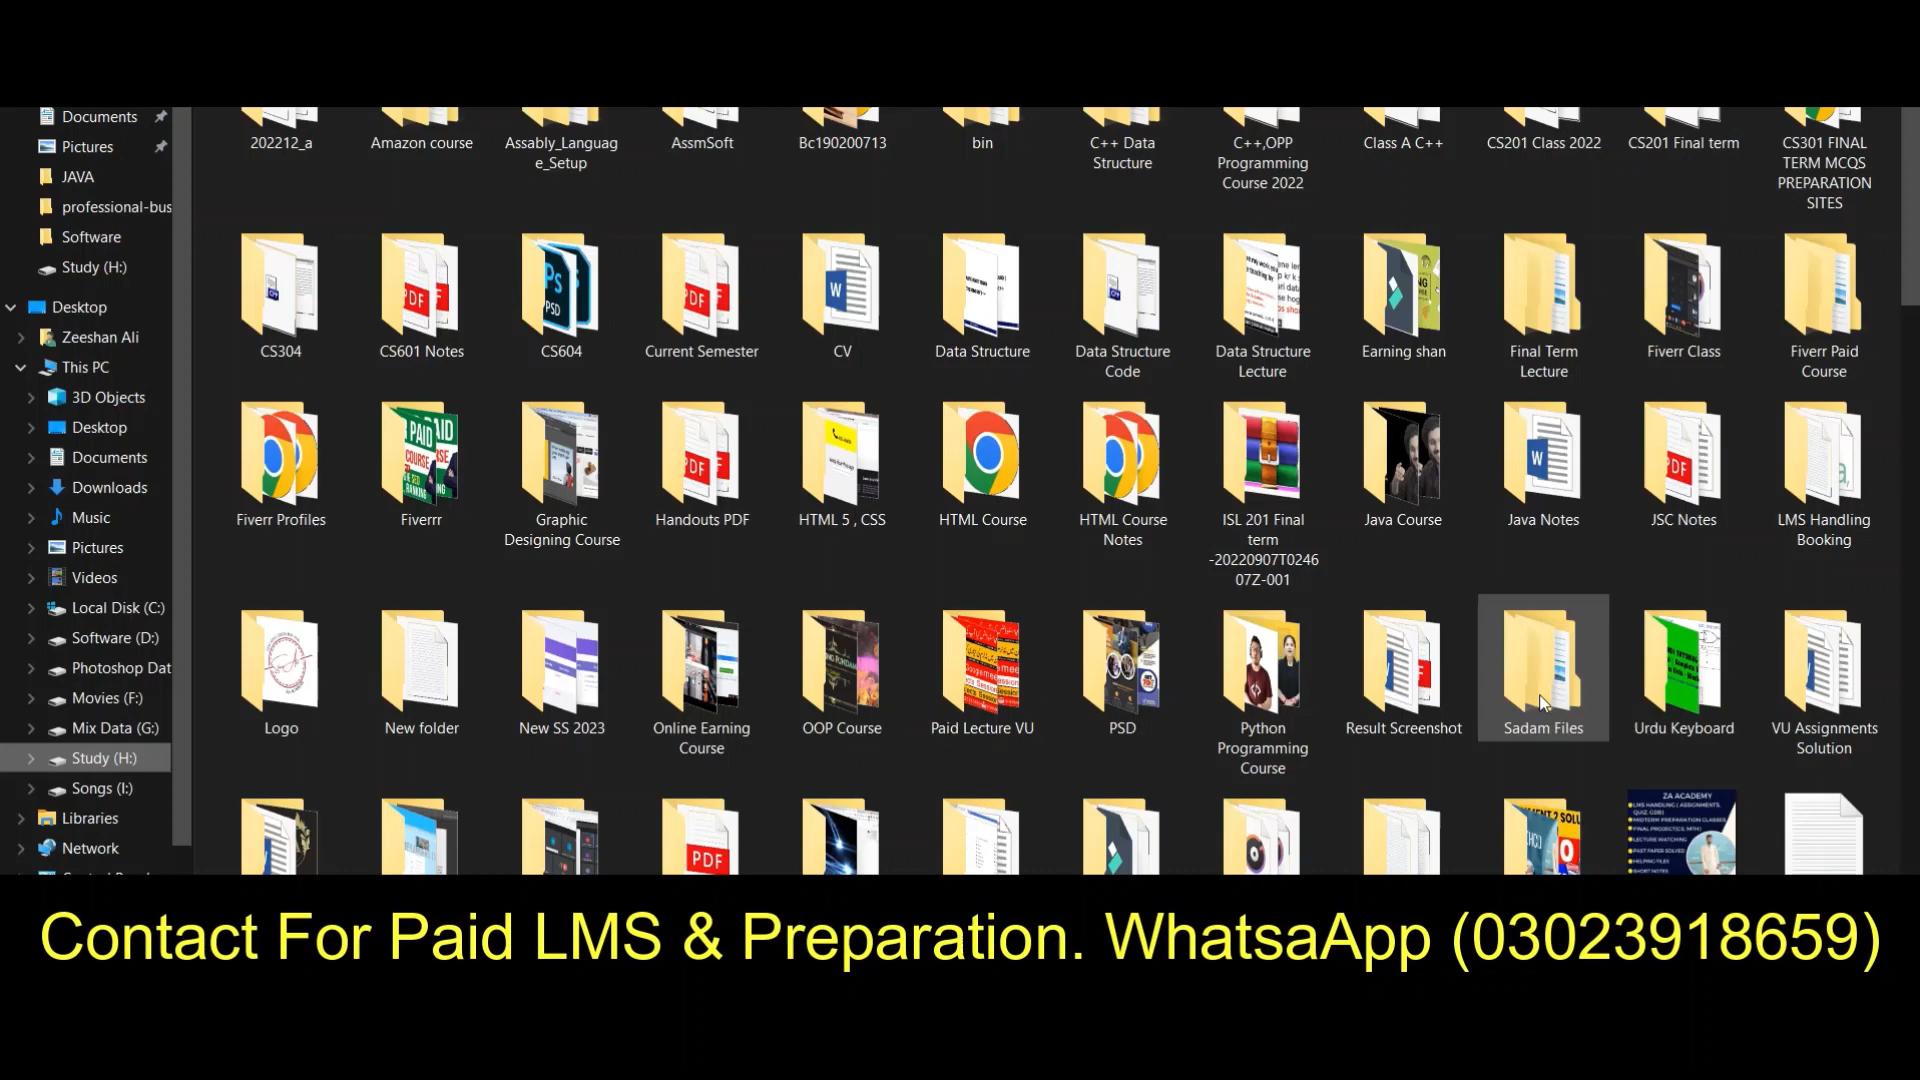 Documents
Pictures
JAVA
professional-bus
Software
Study (H:)
Desktop
Zeeshan Ali
This PC
3D Objects
Desktop
Documents
Downloads
Music
Pictures
Videos
Local Disk (C:)
Software (D:)
Photoshop Dat
Movies (F:)
Mix Data (G:)
Study (H:)
Songs (I:)
Libraries
Network
202212_a
Amazon course
Assably_Languag
e_Setup
AssmSoft
Bc190200713
bin
C++ Data
Structure
C++,OPP
Programming
Course 2022
Class A C++
CS201 Class 2022
CS201 Final term
CS301 FINAL
TERM MCQS
PREPARATION
SITES
CS304
CS601 Notes
CS604
Current Semester
CV
Data Structure
Data Structure
Code
Data Structure
Lecture
Earning shan
Final Term
Lecture
Fiverr Class
Fiverr Paid
Course
Fiverr Profiles
Fiverrr
Graphic
Designing Course
Handouts PDF
HTML 5 , CSS
HTML Course
HTML Course
Notes
ISL 201 Final
term
-20220907T0246
07Z-001
Java Course
Java Notes
JSC Notes
LMS Handling
Booking
Logo
New folder
New SS 2023
Online Earning
Course
OOP Course
Paid Lecture VU
PSD
Python
Programming
Course
Result Screenshot
Sadam Files
Urdu Keyboard
VU Assignments
Solution
PDF
ZA ACADEMY
Contact For Paid LMS & Preparation. WhatsaApp (03023918659)